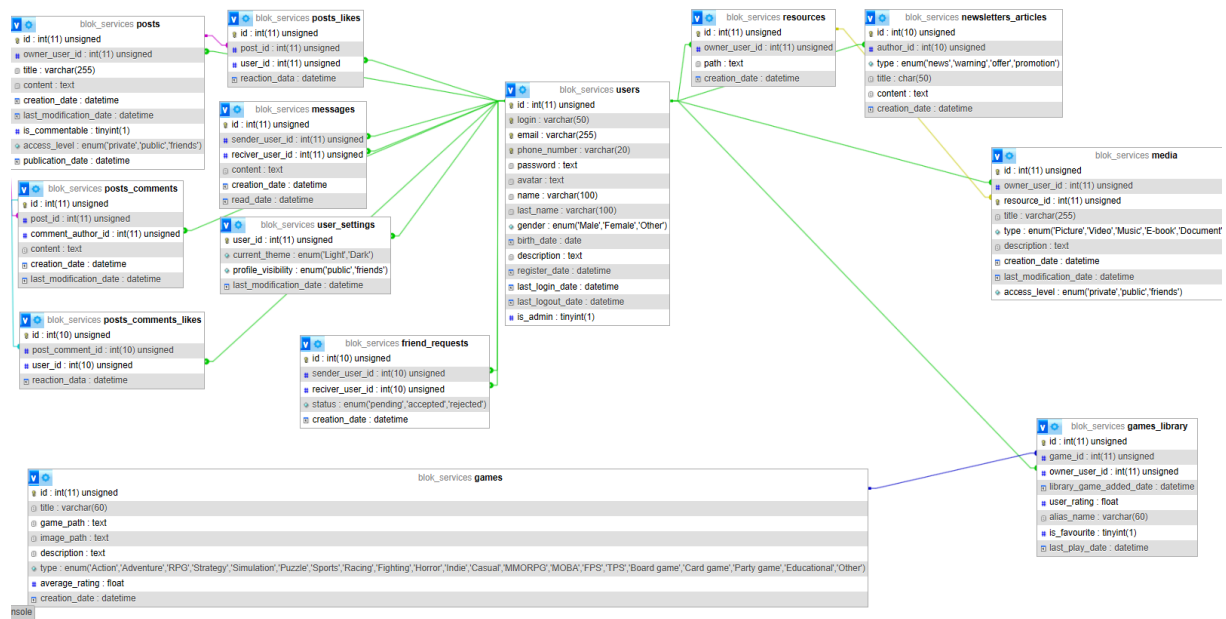 blok_services posts
id : int(11) unsigned
owner_user_id : int(11) unsigned
title : varchar(255)
content : text
creation_date : datetime
last_modification_date : datetime
is_commentable : tinyint(1)
access_level : enum('private','public','friends')
publication_date : datetime
blok_services posts_likes
id : int(11) unsigned
post_id : int(11) unsigned
user_id : int(11) unsigned
reaction_data : datetime
blok_services messages
id : int(11) unsigned
sender_user_id : int(11) unsigned
reciver_user_id : int(11) unsigned
content : text
creation_date : datetime
read_date : datetime
blok_services posts_comments
id : int(11) unsigned
post_id : int(11) unsigned
comment_author_id : int(11) unsigned
content : text
creation_date : datetime
last_modification_date : datetime
blok_services user_settings
user_id : int(11) unsigned
current_theme : enum('Light','Dark')
profile_visibility : enum('public','friends')
last_modification_date : datetime
blok_services posts_comments_likes
id : int(10) unsigned
post_comment_id : int(10) unsigned
user_id : int(10) unsigned
reaction_data : datetime
blok_services friend_requests
id : int(10) unsigned
sender_user_id : int(10) unsigned
reciver_user_id : int(10) unsigned
status : enum('pending','accepted','rejected')
creation_date : datetime
blok_services users
id : int(11) unsigned
login : varchar(50)
email : varchar(255)
phone_number : varchar(20)
password : text
avatar : text
name : varchar(100)
last_name : varchar(100)
gender : enum('Male','Female','Other')
birth_date : date
description : text
register_date : datetime
last_login_date : datetime
last_logout_date : datetime
is_admin : tinyint(1)
blok_services resources
id : int(11) unsigned
owner_user_id : int(11) unsigned
path : text
creation_date : datetime
blok_services newsletters_articles
id : int(10) unsigned
author_id : int(10) unsigned
type : enum('news','warning','offer','promotion')
title : char(50)
content : text
creation_date : datetime
blok_services media
id : int(11) unsigned
owner_user_id : int(11) unsigned
resource_id : int(11) unsigned
title : varchar(255)
type : enum('Picture','Video','Music','E-book','Document'
description : text
creation_date : datetime
last_modification_date : datetime
access_level : enum('private','public','friends')
blok_services games_library
id : int(11) unsigned
game_id : int(11) unsigned
owner_user_id : int(11) unsigned
library_game_added_date : datetime
user_rating : float
alias_name : varchar(60)
is_favourite : tinyint(1)
last_play_date : datetime
blok_services games
id : int(11) unsigned
title : varchar(60)
game_path : text
image_path : text
description : text
type : enum('Action','Adventure','RPG','Strategy','Simulation','Puzzle','Sports','Racing','Fighting','Horror','Indie','Casual','MMORPG','MOBA','FPS','TPS','Board game','Card game','Party game','Educational','Other')
average_rating : float
creation_date : datetime
nsole